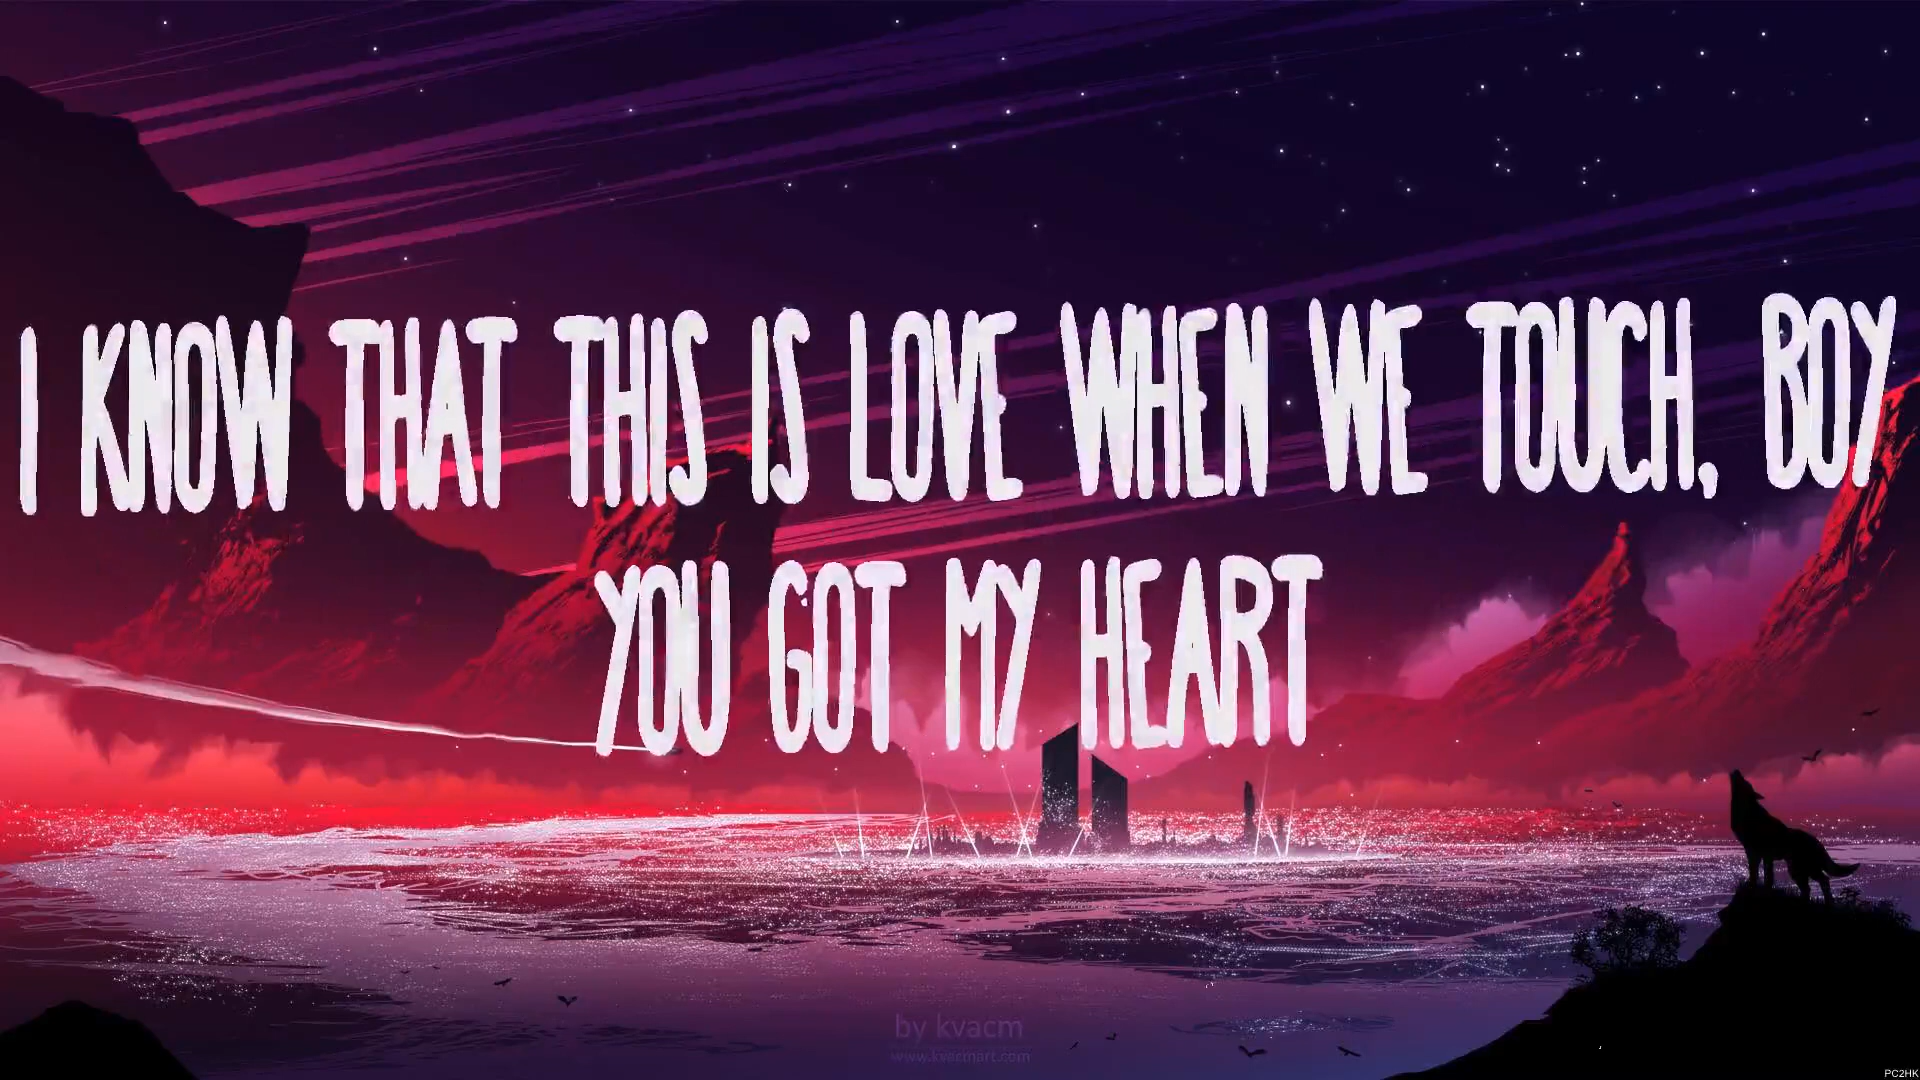 I KNOW THAT THIS IS LOVE WHEN WE TOUCH, BOY
YOU GOT MY HEART
by kvacm
www.kvacmart.com
PC2HK